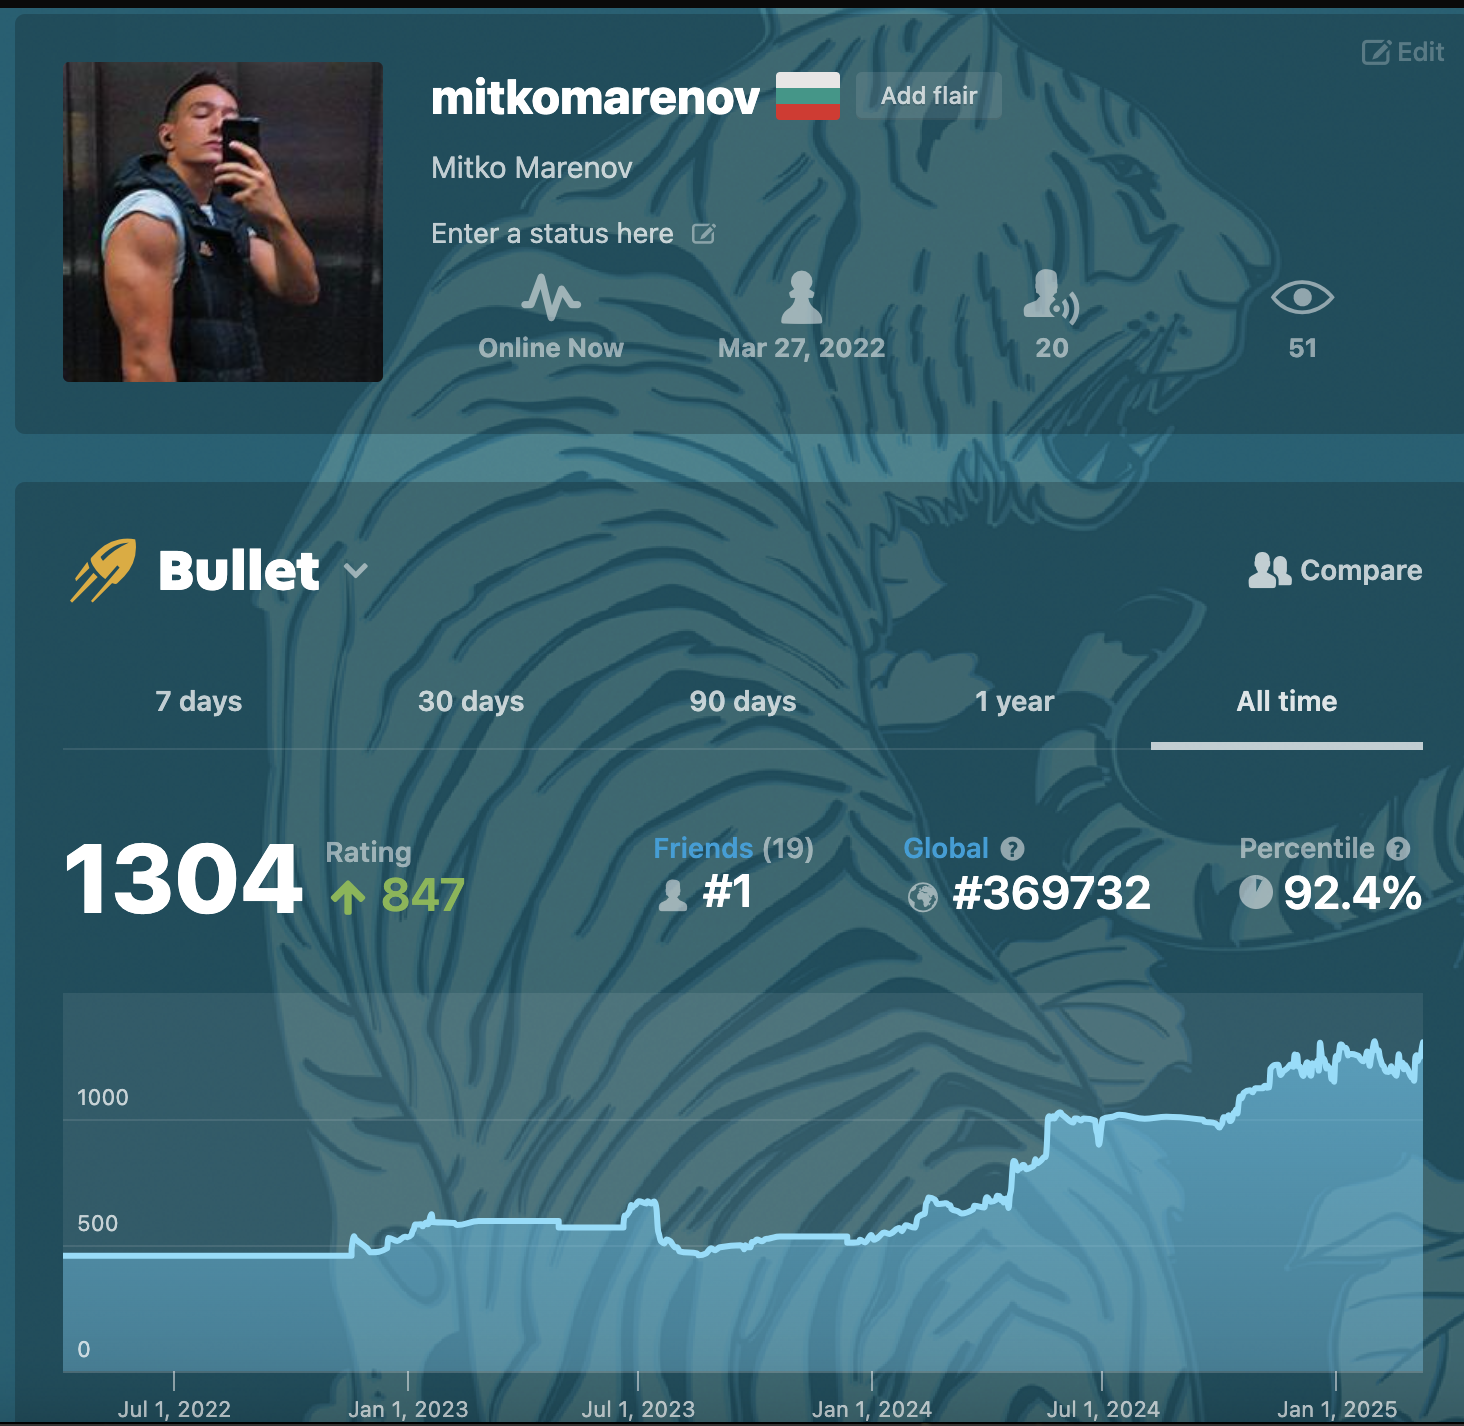 Edit
mitkomarenov Add flair
Mitko Marenov
Enter a status here
Online Now Mar 27, 2022 20 51
Bullet Compare
7 days 30 days 90 days 1 year All time
1304 Rating 847
Friends (19) #1
Global ? #369732
Percentile ? 92.4%
1000
500
0
Jul 1, 2022 Jan 1, 2023 Jul 1, 2023 Jan 1, 2024 Jul 1, 2024 Jan 1, 2025